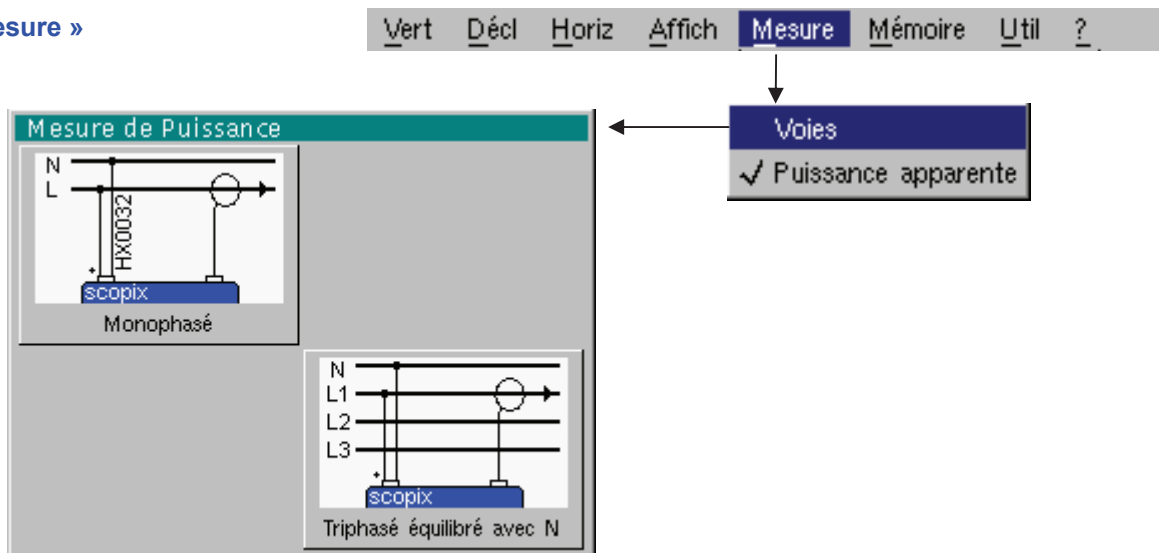 esure »
Vert Décl Horiz Affich Mesure Mémoire Util ?
Voies
✓ Puissance apparente
Mesure de Puissance
N
L
HX0032
scopix
Monophasé
N
L1
L2
L3
scopix
Triphasé équilibré avec N